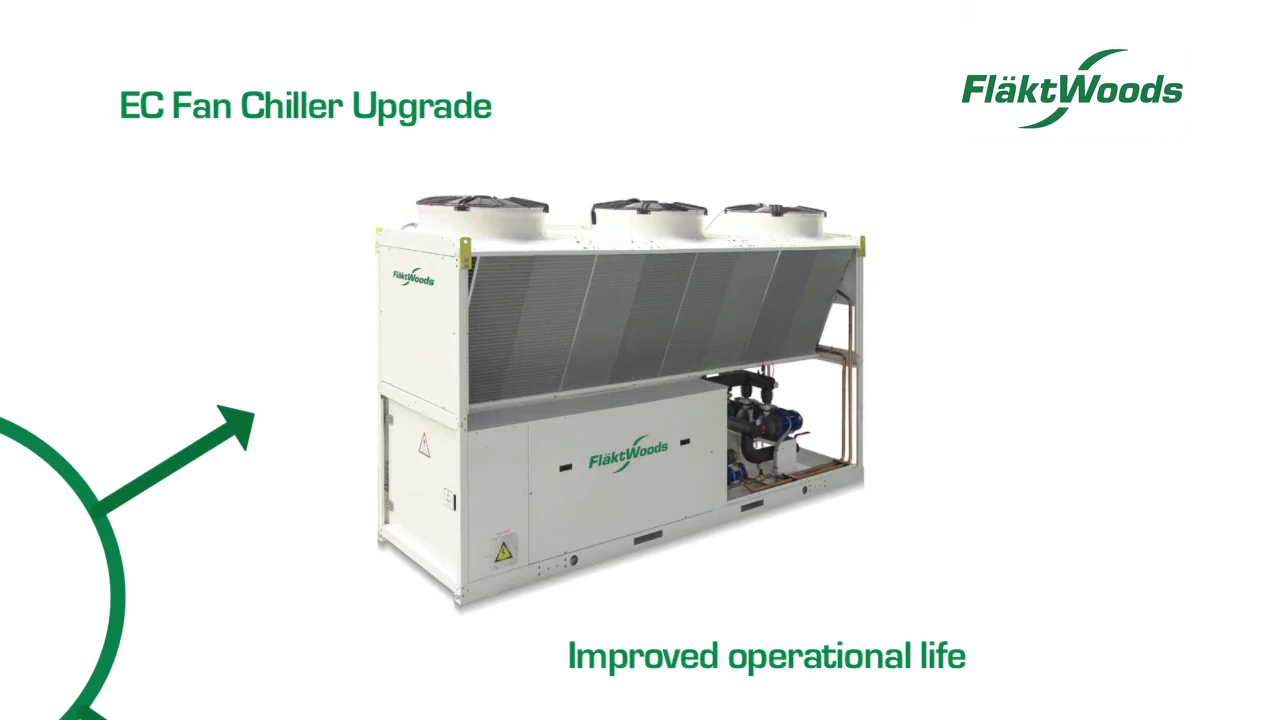 EC Fan Chiller Upgrade
FläktWoods
FläktWoods
FläktWoods
Improved operational life